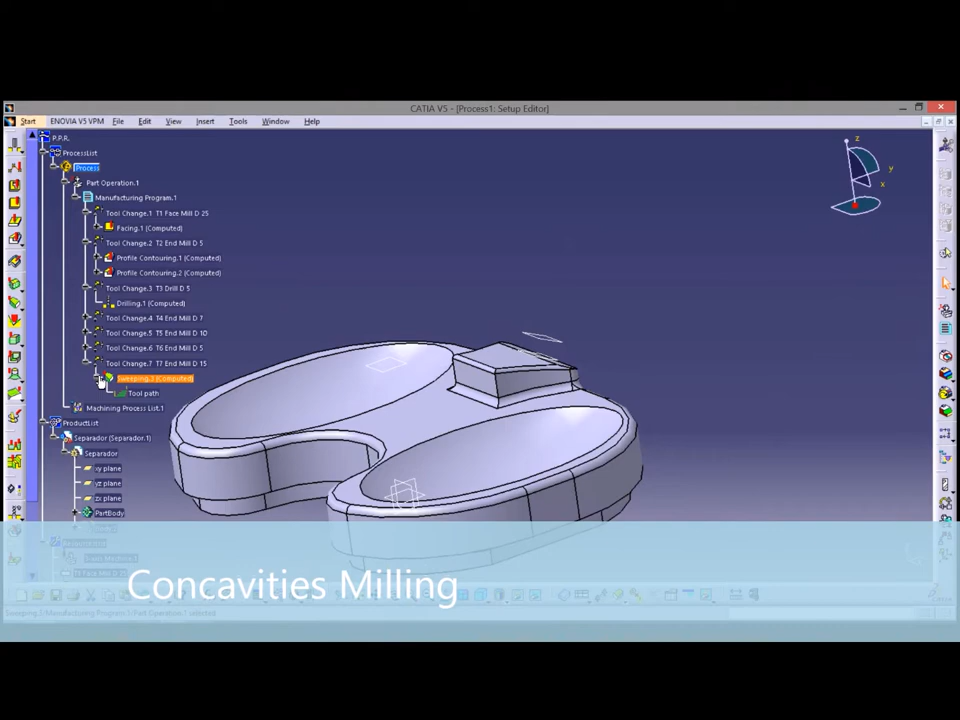 CATIA V5 - [Process1: Setup Editor]
Start ENOVIA V5 VPM File Edit View Insert Tools Window Help
P.P.R.
ProcessList
Process
Part Operation.1
Manufacturing Program.1
Tool Change.1 T1 Face Mill D 25
Facing.1 (Computed)
Tool Change.2 T2 End Mill D 5
Profile Contouring.1 (Computed)
Profile Contouring.2 (Computed)
Tool Change.3 T3 Drill D 5
Drilling.1 (Computed)
Tool Change.4 T4 End Mill D 7
Tool Change.5 T5 End Mill D 10
Tool Change.6 T6 End Mill D 5
Tool Change.7 T7 End Mill D 15
Sweeping.3 (Computed)
Tool path
Machining Process List.1
ProductList
Separador (Separador.1)
Separador
xy plane
yz plane
zx plane
PartBody
z
y
x
Concavities Milling